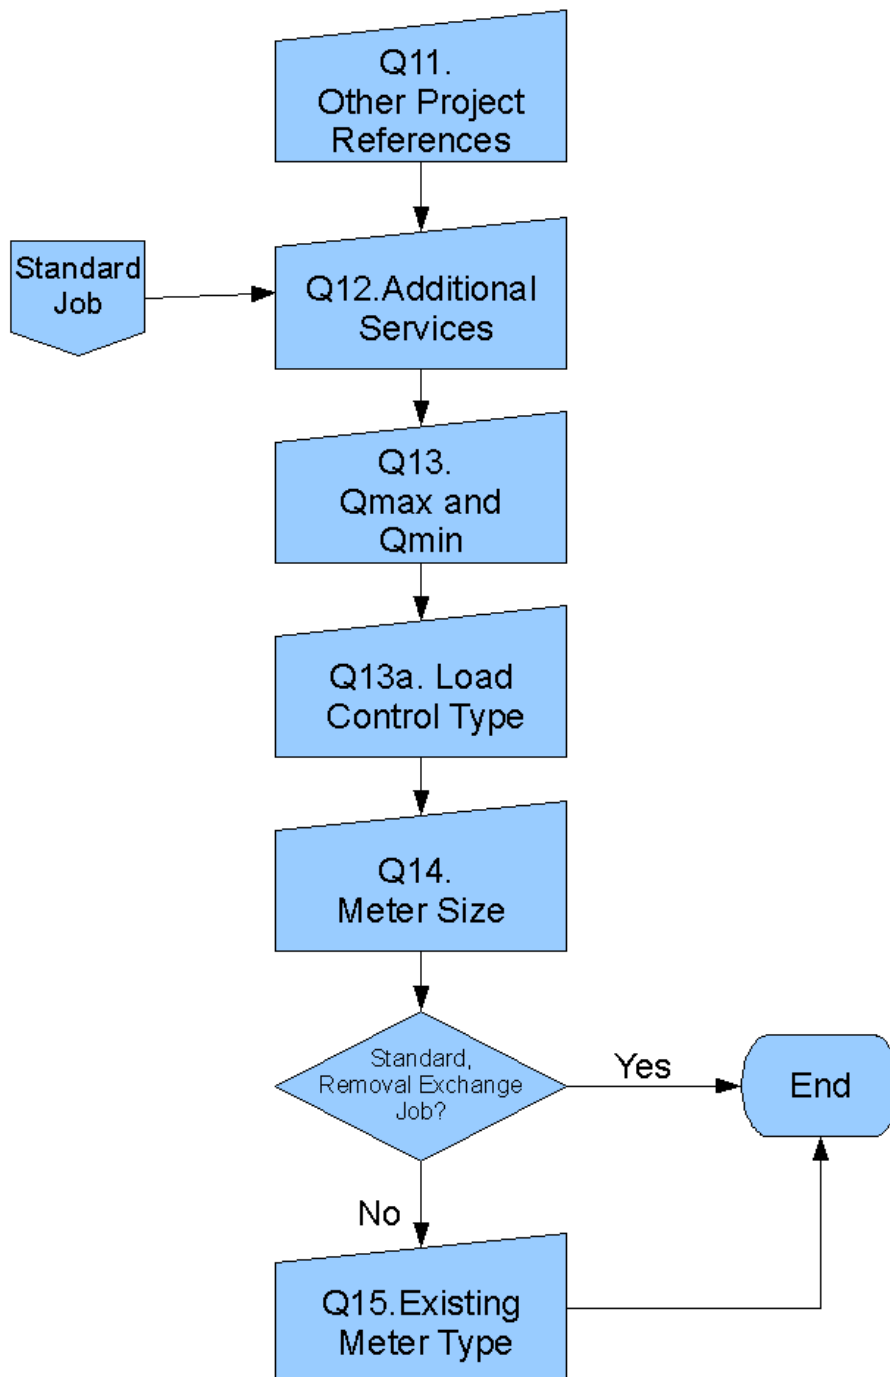 Q11.
Other Project
References
Standard
Job
Q12.Additional
Services
Q13.
Qmax and
Qmin
Q13a. Load
Control Type
Q14.
Meter Size
Standard,
Removal Exchange
Job?
Yes
End
No
Q15.Existing
Meter Type